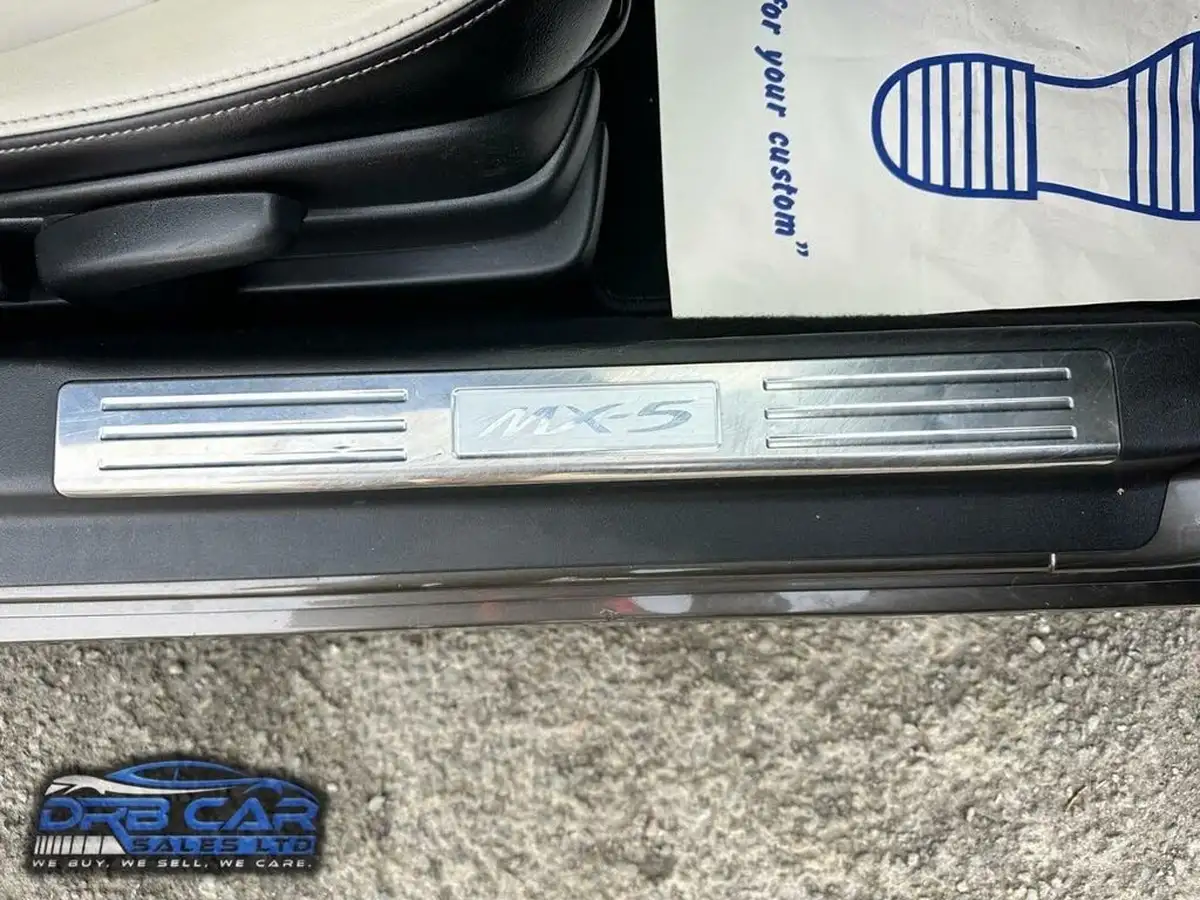 for your custom"
MX-5
DRB CAR
SALES LTD
WE BUY, WE SELL, WE CARE.